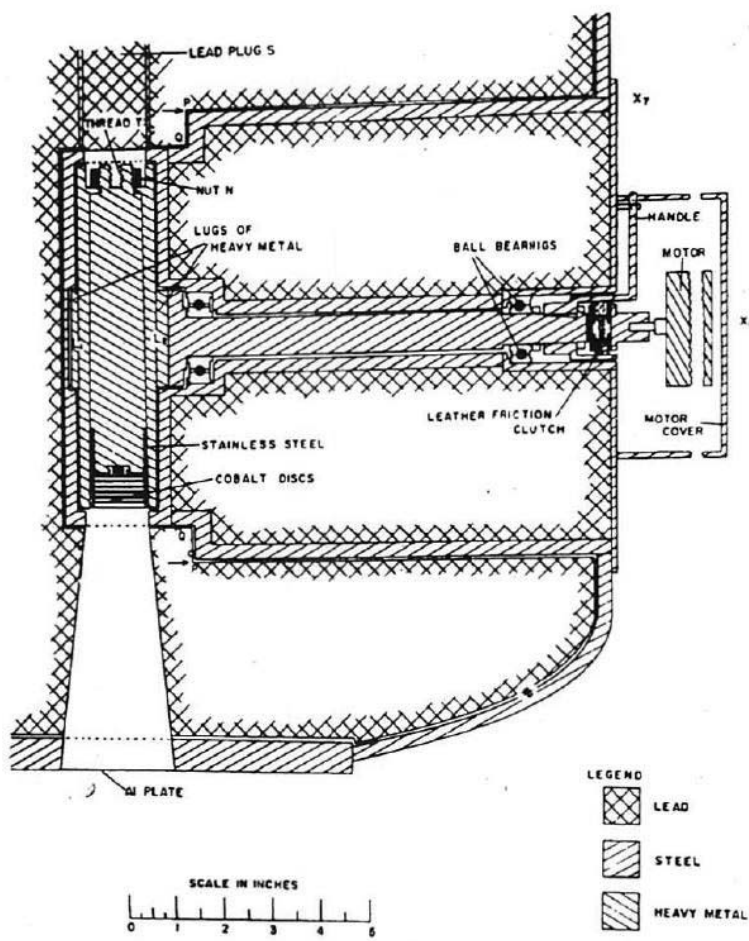 LEAD PLUG S
P
Q
THREAD T
NUT N
LUGS OF
HEAVY METAL
BALL BEARNIGS
HANDLE
MOTOR
X
LEATHER FRICTION
CLUTCH
MOTOR
COVER
STAINLESS STEEL
COBALT DISCS
Al PLATE
LEGEND
LEAD
STEEL
HEAVY METAL
SCALE IN INCHES
0 1 2 3 4 5